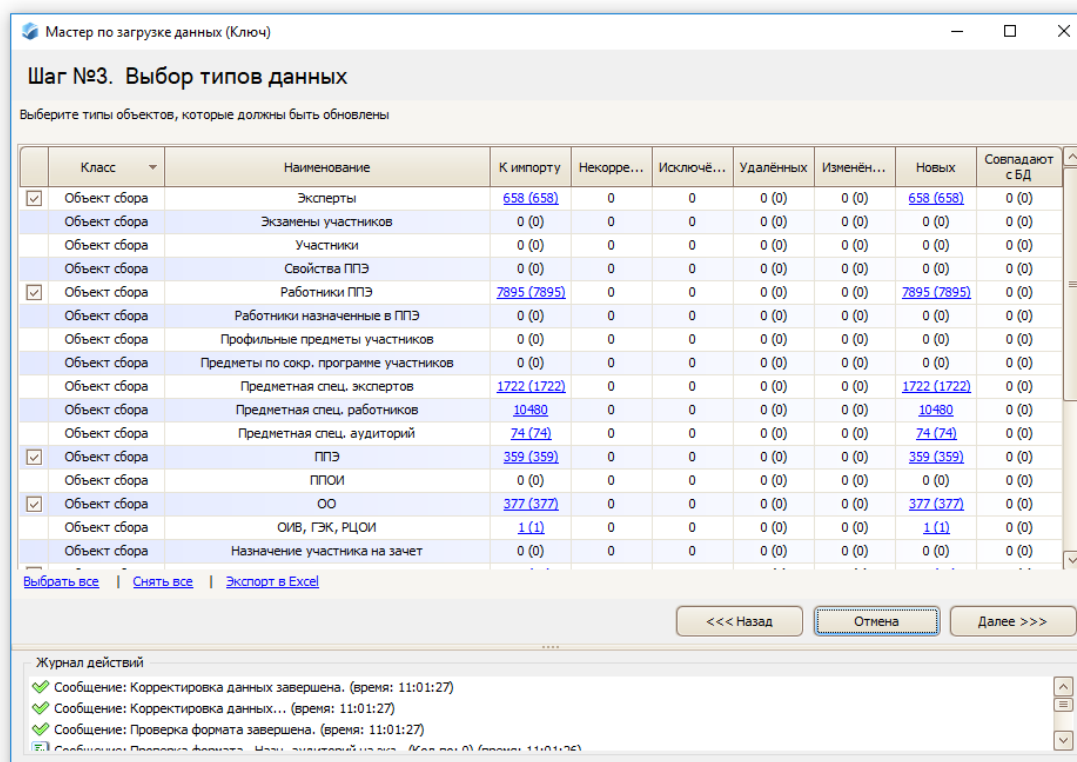 Мастер по загрузке данных (Ключ)
Шаг №3. Выбор типов данных
Выберите типы объектов, которые должны быть обновлены
Класс Наименование К импорту Некорре... Исключё... Удалённых Изменён... Новых Совпадают с БД
Объект сбора Эксперты 658 (658) 0 0 0 (0) 0 (0) 658 (658) 0 (0)
Объект сбора Экзамены участников 0 (0) 0 0 0 (0) 0 (0) 0 (0) 0 (0)
Объект сбора Участники 0 (0) 0 0 0 (0) 0 (0) 0 (0) 0 (0)
Объект сбора Свойства ППЭ 0 (0) 0 0 0 (0) 0 (0) 0 (0) 0 (0)
Объект сбора Работники ППЭ 7895 (7895) 0 0 0 (0) 0 (0) 7895 (7895) 0 (0)
Объект сбора Работники назначенные в ППЭ 0 (0) 0 0 0 (0) 0 (0) 0 (0) 0 (0)
Объект сбора Профильные предметы участников 0 (0) 0 0 0 (0) 0 (0) 0 (0) 0 (0)
Объект сбора Предметы по сокр. программе участников 0 (0) 0 0 0 (0) 0 (0) 0 (0) 0 (0)
Объект сбора Предметная спец. экспертов 1722 (1722) 0 0 0 (0) 0 (0) 1722 (1722) 0 (0)
Объект сбора Предметная спец. работников 10480 0 0 0 (0) 0 (0) 10480 0 (0)
Объект сбора Предметная спец. аудиторий 74 (74) 0 0 0 (0) 0 (0) 74 (74) 0 (0)
Объект сбора ППЭ 359 (359) 0 0 0 (0) 0 (0) 359 (359) 0 (0)
Объект сбора ППОИ 0 (0) 0 0 0 (0) 0 (0) 0 (0) 0 (0)
Объект сбора ОО 377 (377) 0 0 0 (0) 0 (0) 377 (377) 0 (0)
Объект сбора ОИВ, ГЭК, РЦОИ 1 (1) 0 0 0 (0) 0 (0) 1 (1) 0 (0)
Объект сбора Назначение участника на зачет 0 (0) 0 0 0 (0) 0 (0) 0 (0) 0 (0)
Выбрать все | Снять все | Экспорт в Excel
<<< Назад Отмена Далее >>>
Журнал действий
Сообщение: Корректировка данных завершена. (время: 11:01:27)
Сообщение: Корректировка данных... (время: 11:01:27)
Сообщение: Проверка формата завершена. (время: 11:01:27)